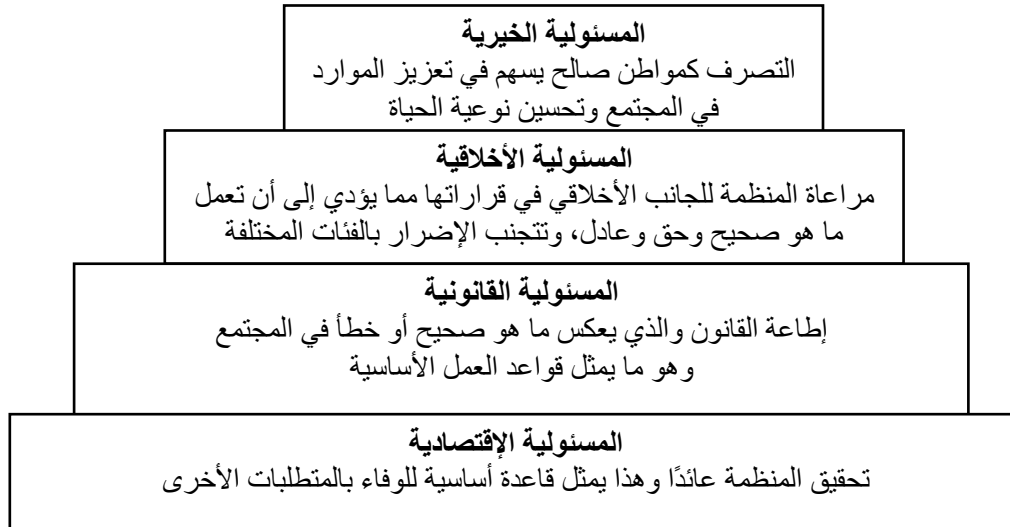 المسئولية الخيرية
التصرف كمواطن صالح يسهم في تعزيز الموارد
في المجتمع وتحسين نوعية الحياة
المسئولية الأخلاقية
مراعاة المنظمة للجانب الأخلاقي في قراراتها مما يؤدي إلى أن تعمل
ما هو صحيح وحق وعادل، وتتجنب الإضرار بالفئات المختلفة
المسئولية القانونية
إطاعة القانون والذي يعكس ما هو صحيح أو خطأ في المجتمع
وهو ما يمثل قواعد العمل الأساسية
المسئولية الإقتصادية
تحقيق المنظمة عائدًا وهذا يمثل قاعدة أساسية للوفاء بالمتطلبات الأخرى